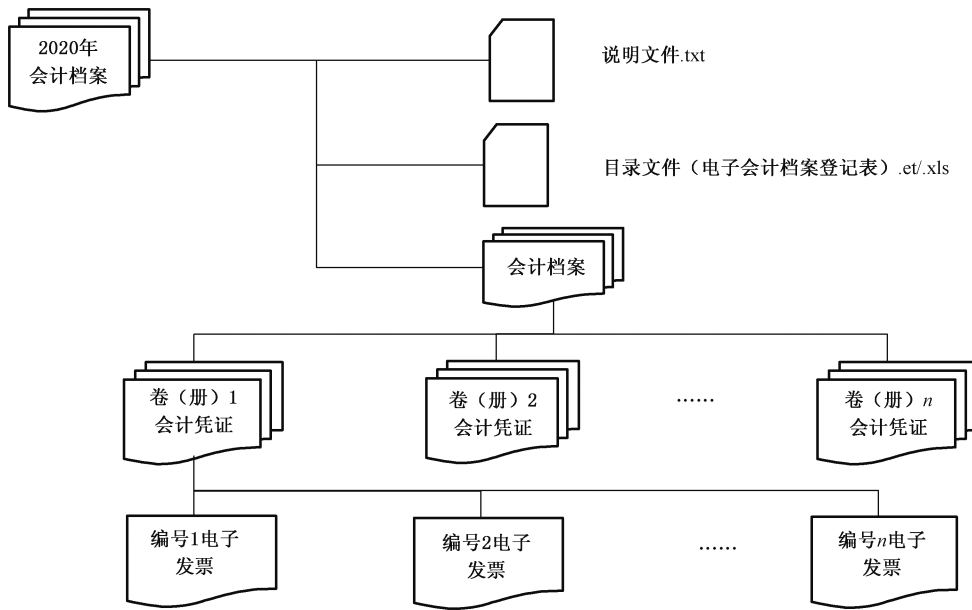 2020年
会计档案
说明文件.txt
目录文件（电子会计档案登记表）.et/.xls
会计档案
卷（册）1
会计凭证
卷（册）2
会计凭证
……
卷（册）n
会计凭证
编号1电子
发票
编号2电子
发票
……
编号n电子
发票